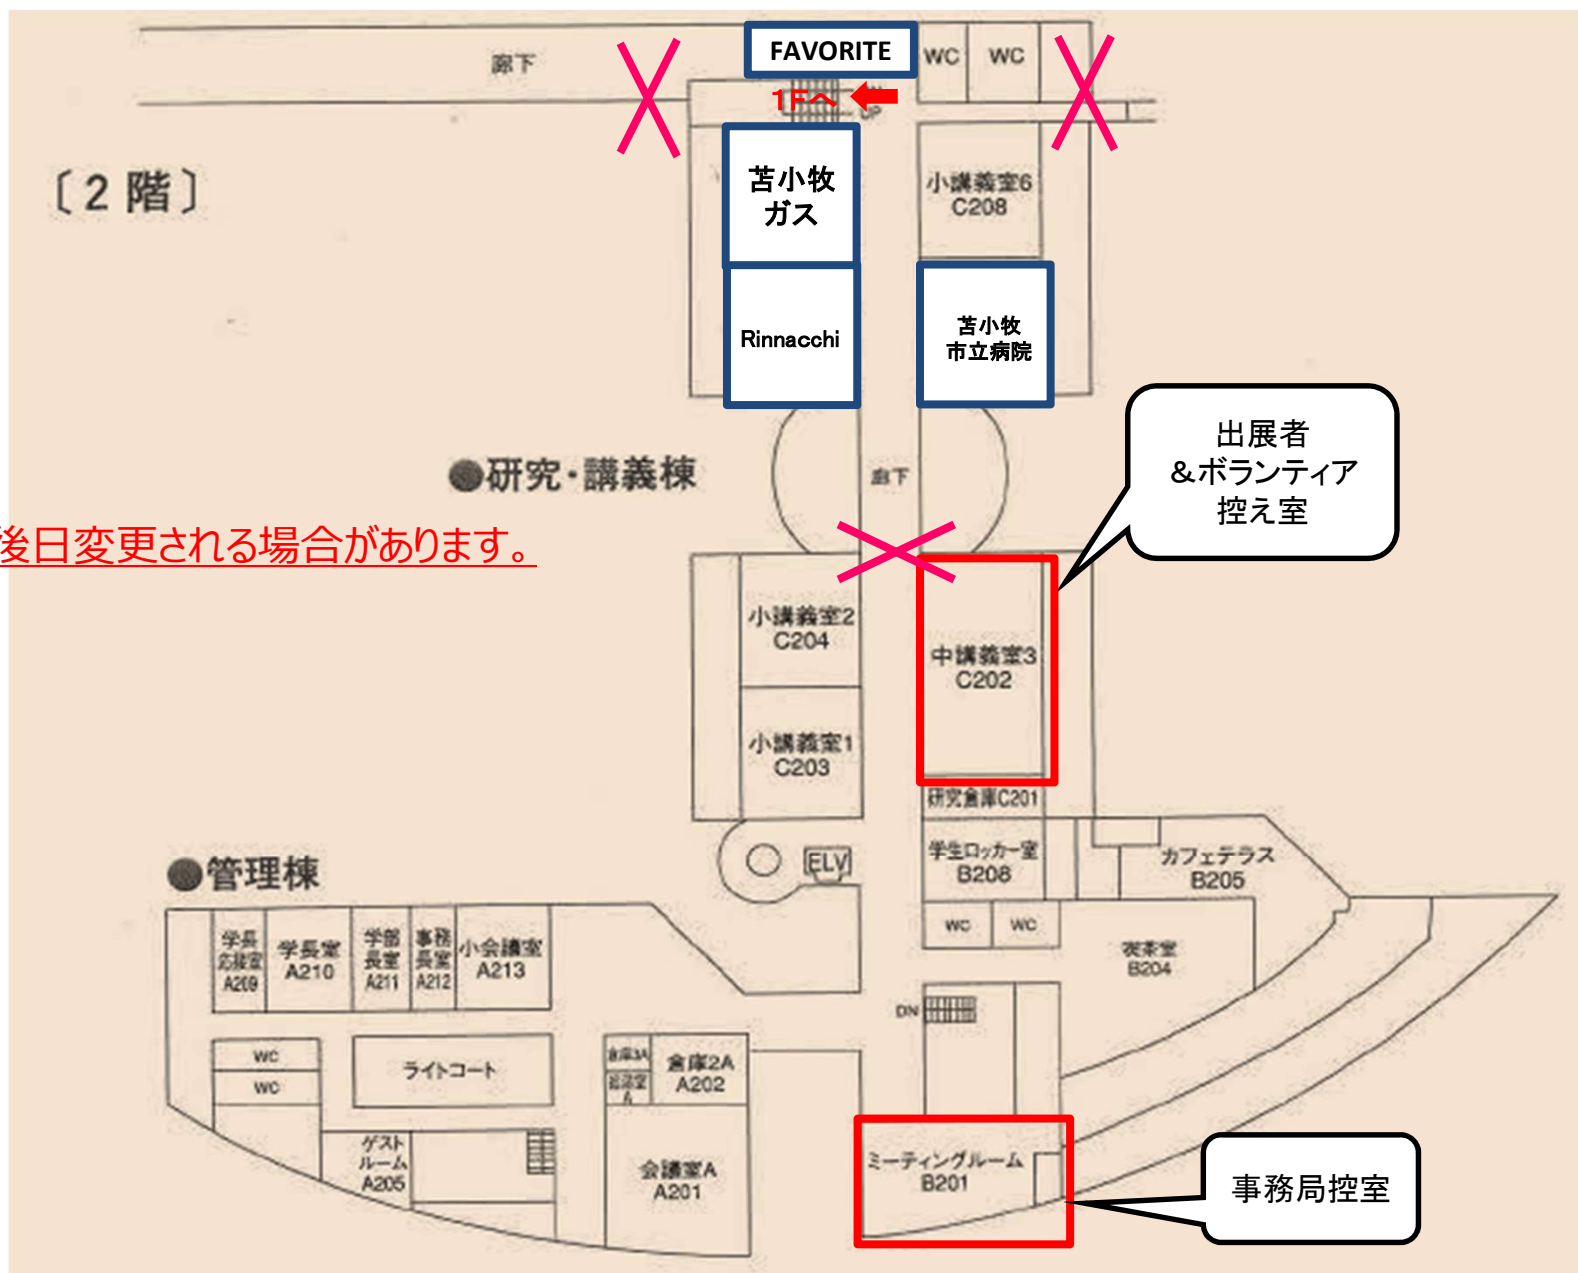 廊下
FAVORITE
WC
WC
1Fへ
UP
〔2階〕
苫小牧
ガス
小講義室6
C208
Rinnacchi
苫小牧
市立病院
出展者
&ボランティア
控え室
●研究・講義棟
廊下
後日変更される場合があります。
小講義室2
C204
中講義室3
C202
小講義室1
C203
研究倉庫C201
ELV
学生ロッカー室
B208
カフェテラス
B205
●管理棟
WC
WC
学長
応接室
A209
学長室
A210
学部
長室
A211
事務
長室
A212
小会議室
A213
喫茶室
B204
DN
WC
WC
ライトコート
倉庫3A
倉庫2A
A202
ゲスト
ルーム
A205
会議室A
A201
ミーティングルーム
B201
事務局控室